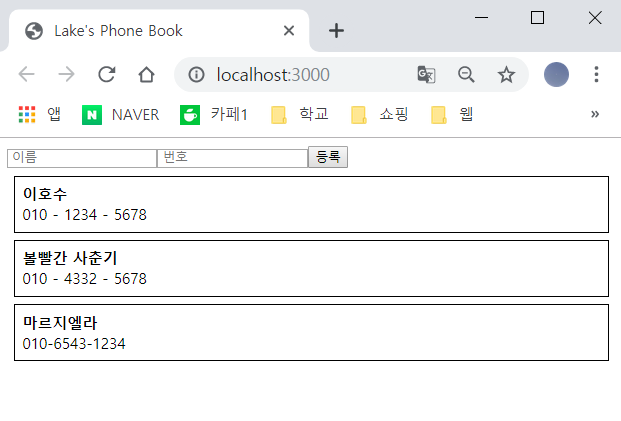 Lake's Phone Book
localhost:3000
앱 NAVER 카페1 학교 쇼핑 웹 »
이름 번호 등록
이호수
010 - 1234 - 5678
볼빨간 사춘기
010 - 4332 - 5678
마르지엘라
010-6543-1234